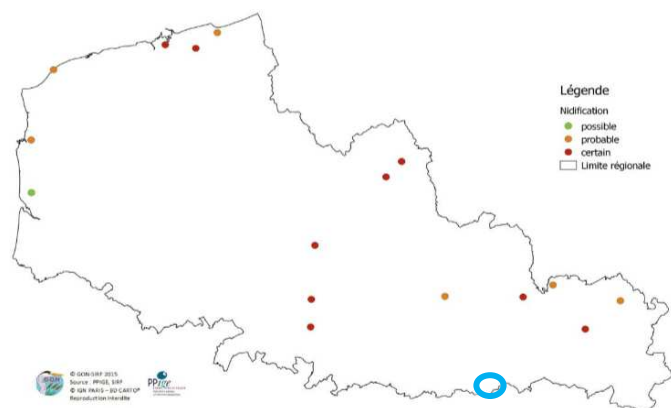 Légende
Nidification
possible
probable
certain
Limite régionale
© GON-SIRF 2015
Source : PPIGE, SIRF
© IGN PARIS – BD CARTO®
Reproduction interdite
PPige